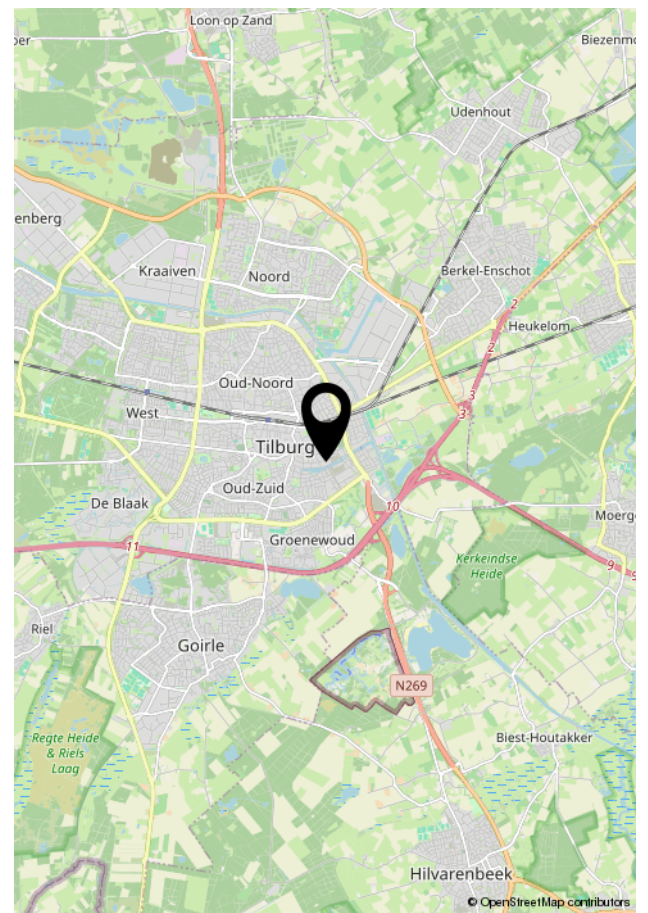 Loon op Zand
per
Biezenmo
Udenhout
enberg
Kraaiven
Noord
Berkel-Enschot
2
Heukelom
2
Oud-Noord
3
West
3
Tilburg
Oud-Zuid
De Blaak
10
Moerge
Groenewoud
11
Kerkeindse
Heide
9
9
Riel
Goirle
N269
Regte Heide
& Riels
Laag
Biest-Houtakker
Hilvarenbeek
© OpenStreetMap contributors